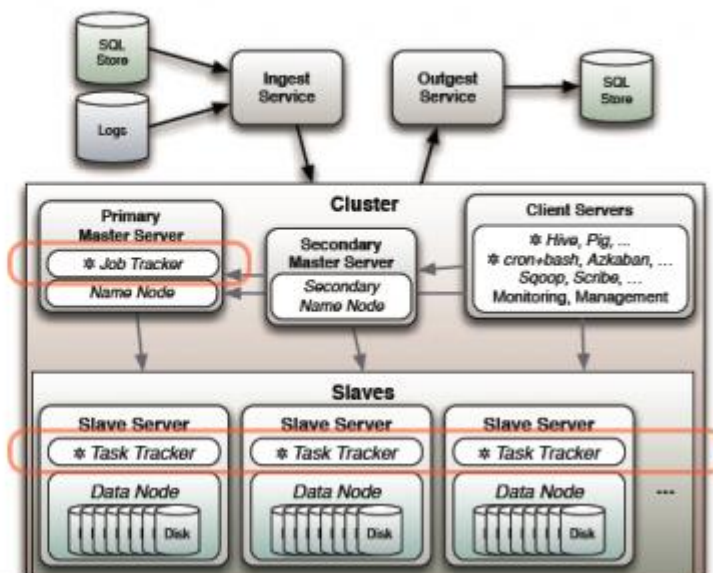 SQL
Store
Logs
Ingest
Service
Outgest
Service
SQL
Store
Cluster
Primary
Master Server
✲ Job Tracker
Name Node
Secondary
Master Server
Secondary
Name Node
Client Servers
✲ Hive, Pig, ...
✲ cron+bash, Azkaban, ...
Sqoop, Scribe, ...
Monitoring, Management
Slaves
Slave Server
✲ Task Tracker
Data Node
Disk
Slave Server
✲ Task Tracker
Data Node
Disk
Slave Server
✲ Task Tracker
Data Node
Disk
...